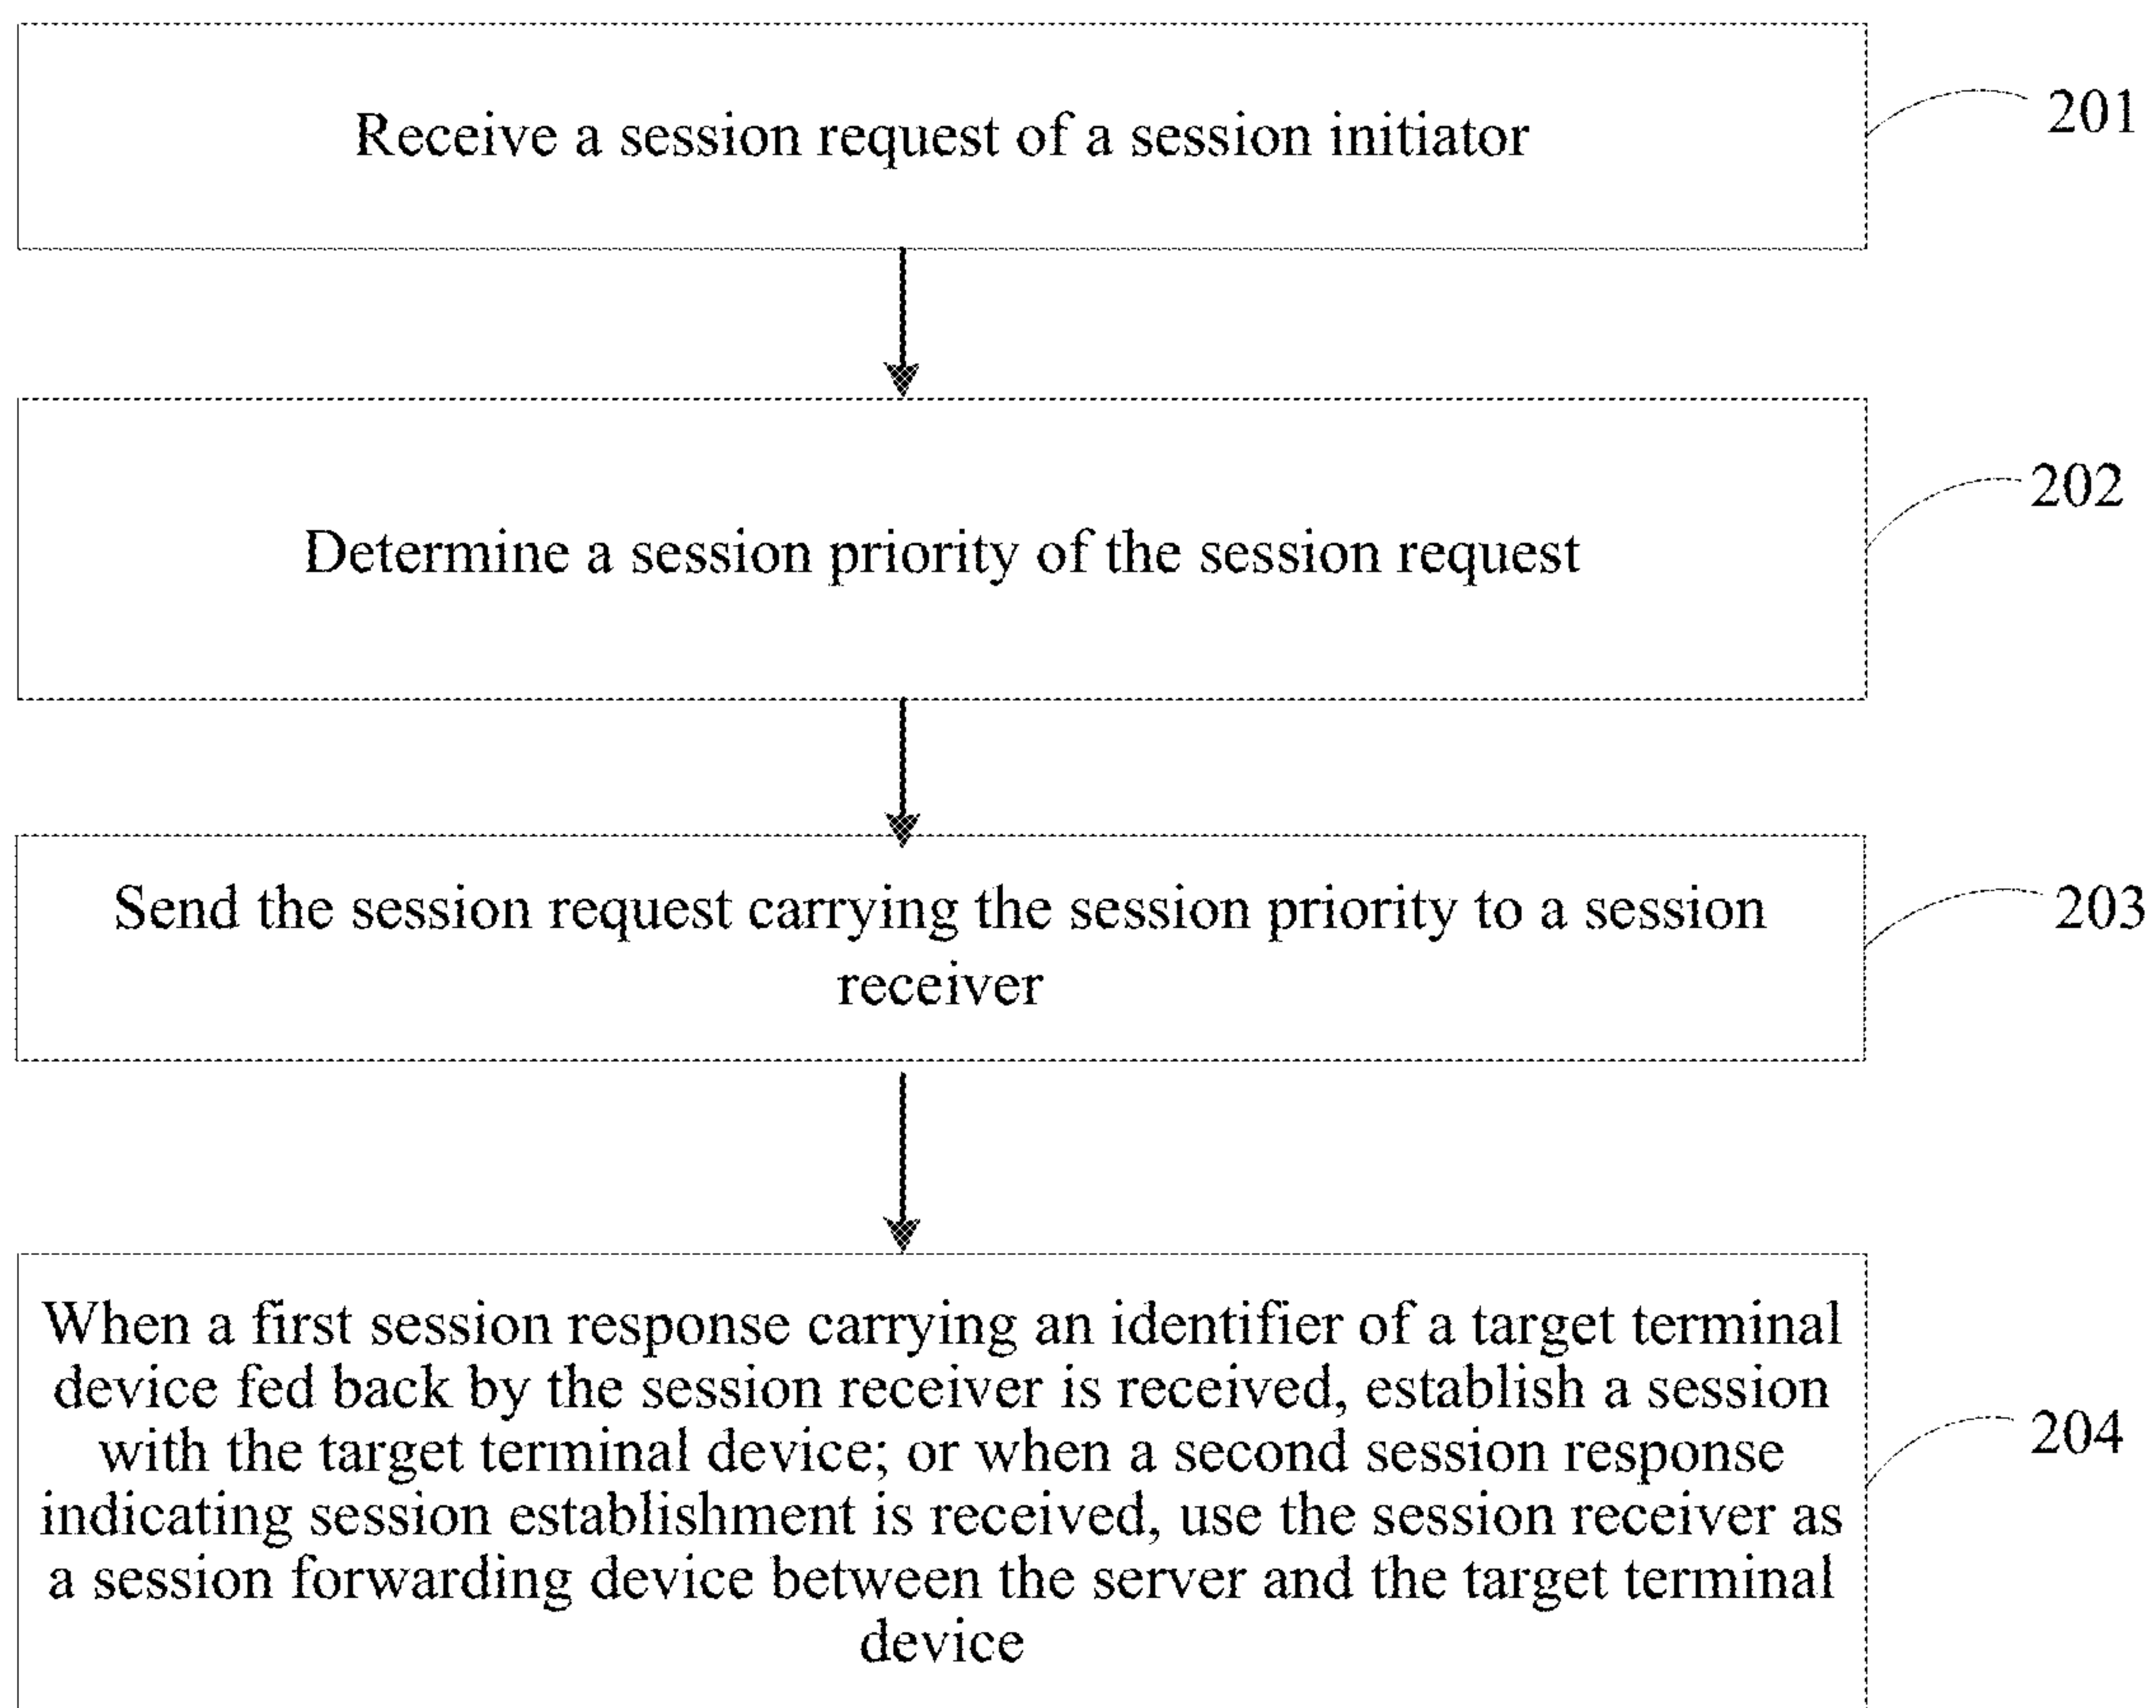 Receive a session request of a session initiator
201
Determine a session priority of the session request
202
Send the session request carrying the session priority to a session
receiver
203
When a first session response carrying an identifier of a target terminal
device fed back by the session receiver is received, establish a session
with the target terminal device; or when a second session response
indicating session establishment is received, use the session receiver as
a session forwarding device between the server and the target terminal
device
204